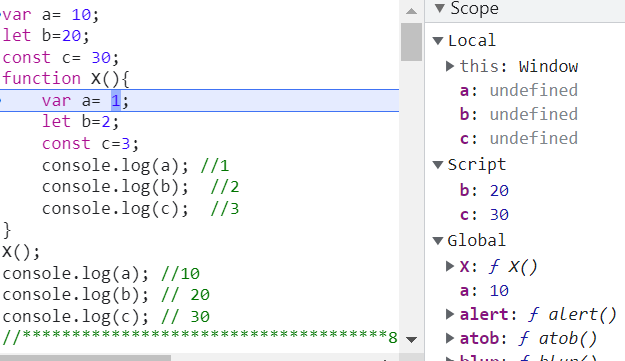 var a= 10;
let b=20;
const c= 30;
function X(){
var a= 1;
let b=2;
const c=3;
console.log(a); //1
console.log(b); //2
console.log(c); //3
}
X();
console.log(a); //10
console.log(b); // 20
console.log(c); // 30
//*************************************8
Scope
Local
this: Window
a: undefined
b: undefined
c: undefined
Script
b: 20
c: 30
Global
X: ƒ X()
a: 10
alert: ƒ alert()
atob: ƒ atob()
blur: ƒ blur()